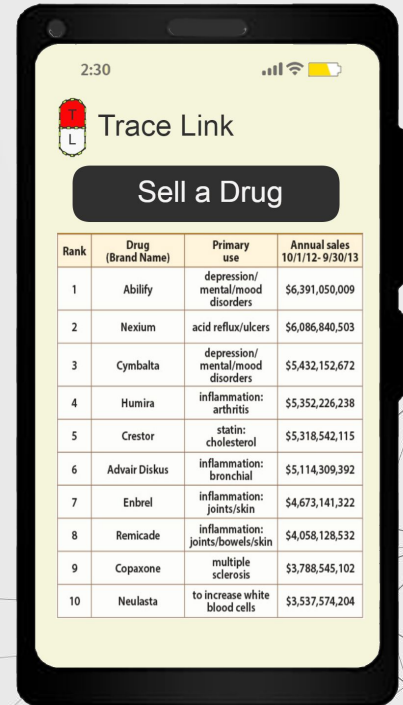 2:30
T
L
Trace Link
Sell a Drug
Rank
Drug
(Brand Name)
Primary
use
Annual sales
10/1/12- 9/30/13
1
Abilify
depression/
mental/mood
disorders
$6,391,050,009
2
Nexium
acid reflux/ulcers
$6,086,840,503
3
Cymbalta
depression/
mental/mood
disorders
$5,432,152,672
4
Humira
inflammation:
arthritis
$5,352,226,238
5
Crestor
statin:
cholesterol
$5,318,542,115
6
Advair Diskus
inflammation:
bronchial
$5,114,309,392
7
Enbrel
inflammation:
joints/skin
$4,673,141,322
8
Remicade
inflammation:
joints/bowels/skin
$4,058,128,532
9
Copaxone
multiple
sclerosis
$3,788,545,102
10
Neulasta
to increase white
blood cells
$3,537,574,204